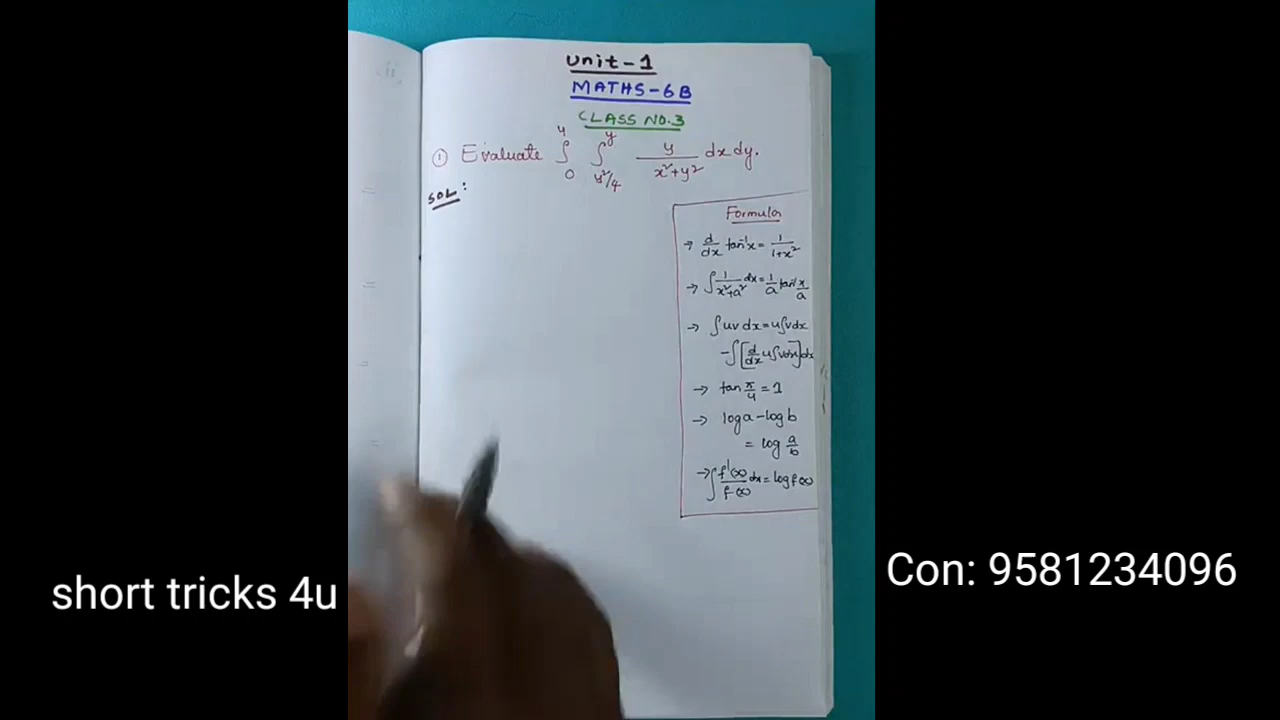 Unit-1
MATHS-6B
CLASS NO.3
① Evaluate ∫₀⁴ ∫_{y²/4}^{y} y/(x²+y²) dx dy.
SOL:
Formulas
→ d/dx tan⁻¹x = 1/(1+x²)
→ ∫ 1/(x²+a²) dx = 1/a tan⁻¹ x/a
→ ∫uv dx = u∫v dx
-∫[d/dx u∫vdx]dx
→ tan π/4 = 1
→ log a - log b
= log a/b
→ ∫ f'(x)/f(x) dx = log f(x)
short tricks 4u
Con: 9581234096